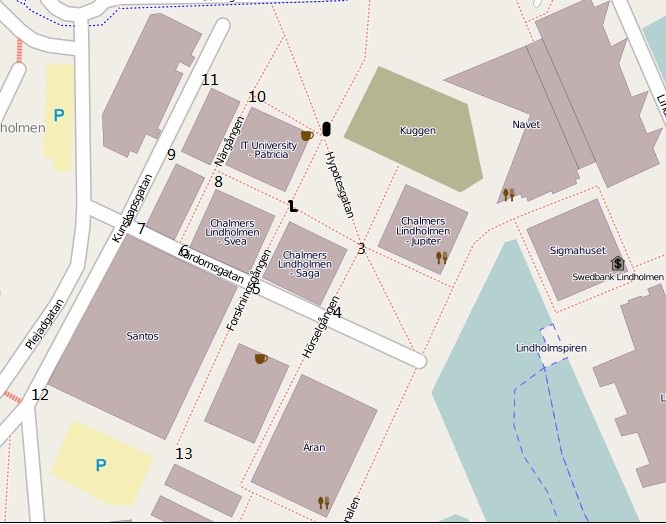 11
10
P
holmen
Kuggen
Navet
IT University
- Patricia
Närgången
9
8
Hypotesgatan
Kunskapsgatan
L
Chalmers
Lindholmen
- Svea
Chalmers
Lindholmen
- Jupiter
7
6
3
Chalmers
Lindholmen
- Saga
Sigmahuset
Swedbank Lindholmen
Lärdomsgatan
5
Forskningsgången
4
Hörselgången
Plejadgatan
Santos
Lindholmspiren
12
L
Äran
13
P
nalen